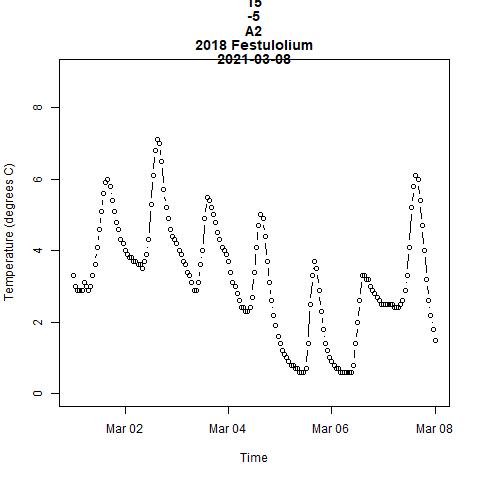 15
-5
A2
2018 Festulolium
2021-03-08
Temperature (degrees C)
8
6
4
2
0
Mar 02
Mar 04
Mar 06
Mar 08
Time